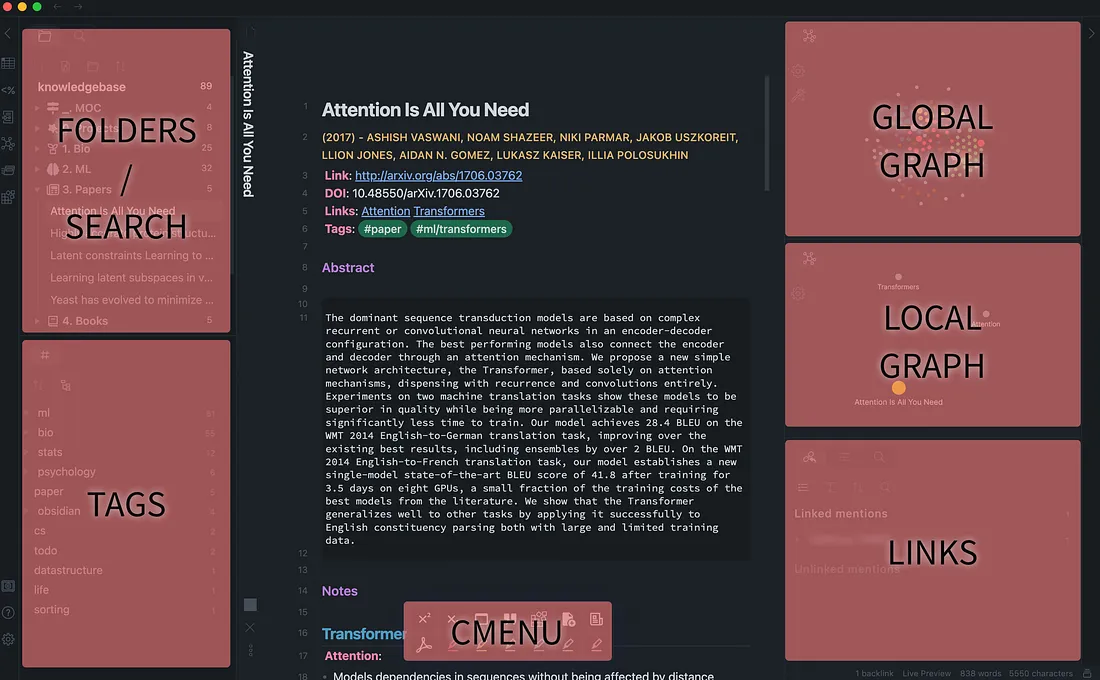 knowledgebase 89
_. MOC 4
Products 8
1. Bio
32
2. ML 25
3. Papers 5
Attention Is All You Need
Latent constraints Learning to ...
Learning latent subspaces in v...
Yeast has evolved to minimize ...
4. Books 5
FOLDERS
/
SEARCH
#
ml 61
bio 55
stats 12
psychology
paper 5
obsidian
cs 2
todo 2
datastructure 1
life 1
sorting 1
TAGS
Attention Is All You Need
1 Attention Is All You Need
2 (2017) - ASHISH VASWANI, NOAM SHAZEER, NIKI PARMAR, JAKOB USZKOREIT,
LLION JONES, AIDAN N. GOMEZ, LUKASZ KAISER, ILLIA POLOSUKHIN
3 Link: http://arxiv.org/abs/1706.03762
4 DOI: 10.48550/arXiv.1706.03762
5 Links: Attention Transformers
6 Tags: #paper #ml/transformers
7
8 Abstract
9
10
11 The dominant sequence transduction models are based on complex
recurrent or convolutional neural networks in an encoder-decoder
configuration. The best performing models also connect the encoder
and decoder through an attention mechanism. We propose a new simple
network architecture, the Transformer, based solely on attention
mechanisms, dispensing with recurrence and convolutions entirely.
Experiments on two machine translation tasks show these models to be
superior in quality while being more parallelizable and requiring
significantly less time to train. Our model achieves 28.4 BLEU on the
WMT 2014 English-to-German translation task, improving over the
existing best results, including ensembles by over 2 BLEU. On the WMT
2014 English-to-French translation task, our model establishes a new
single-model state-of-the-art BLEU score of 41.8 after training for
3.5 days on eight GPUs, a small fraction of the training costs of the
best models from the literature. We show that the Transformer
generalizes well to other tasks by applying it successfully to
English constituency parsing both with large and limited training
data.
12
13
14 Notes
15
16 Transformer
17 Attention:
18 Models dependencies in sequences without being affected by distance
CMENU
GLOBAL
GRAPH
Transformers
Attention
Attention Is All You Need
LOCAL
GRAPH
Linked mentions
Unlinked mentions
LINKS
1 backlink Live Preview 838 words 5550 characters